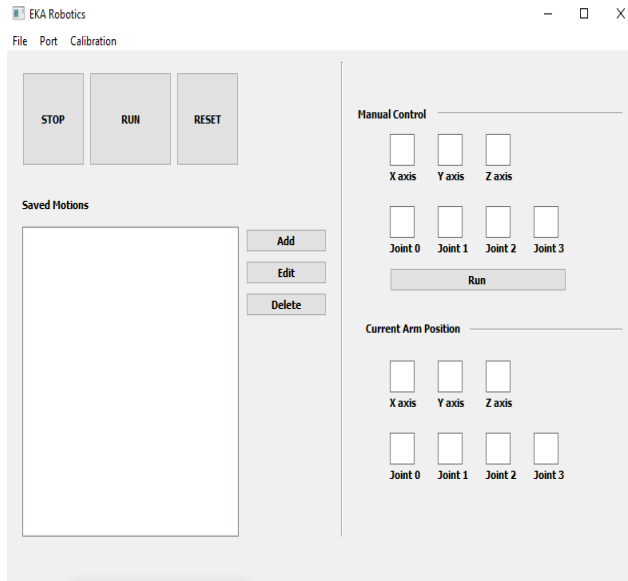 EKA Robotics
File Port Calibration
STOP RUN RESET
Saved Motions
Add
Edit
Delete
Manual Control
X axis Y axis Z axis
Joint 0 Joint 1 Joint 2 Joint 3
Run
Current Arm Position
X axis Y axis Z axis
Joint 0 Joint 1 Joint 2 Joint 3